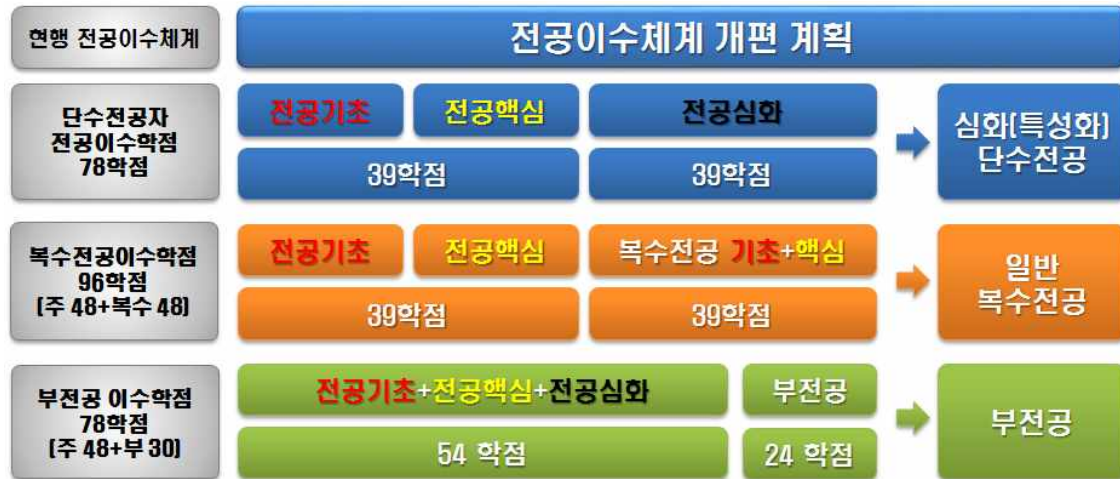 현행 전공이수체계
전공이수체계 개편 계획
단수전공자
전공이수학점
78학점
전공기초
전공핵심
전공심화
39학점
39학점
심화[특성화]
단수전공
복수전공이수학점
96학점
[주 48+복수 48]
전공기초
전공핵심
복수전공 기초+핵심
39학점
39학점
일반
복수전공
부전공 이수학점
78학점
[주 48+부 30]
전공기초+전공핵심+전공심화
부전공
54 학점
24 학점
부전공